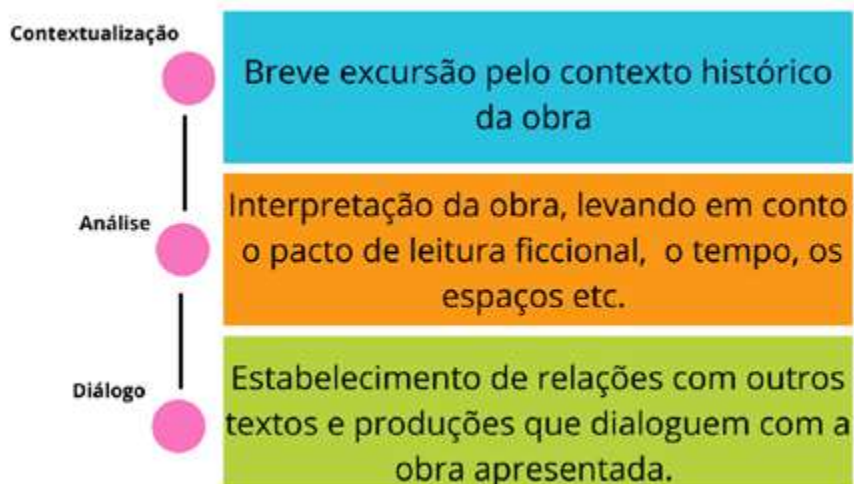 Contextualização
Breve excursão pelo contexto histórico
da obra
Análise
Interpretação da obra, levando em conto
o pacto de leitura ficcional, o tempo, os
espaços etc.
Diálogo
Estabelecimento de relações com outros
textos e produções que dialoguem com a
obra apresentada.